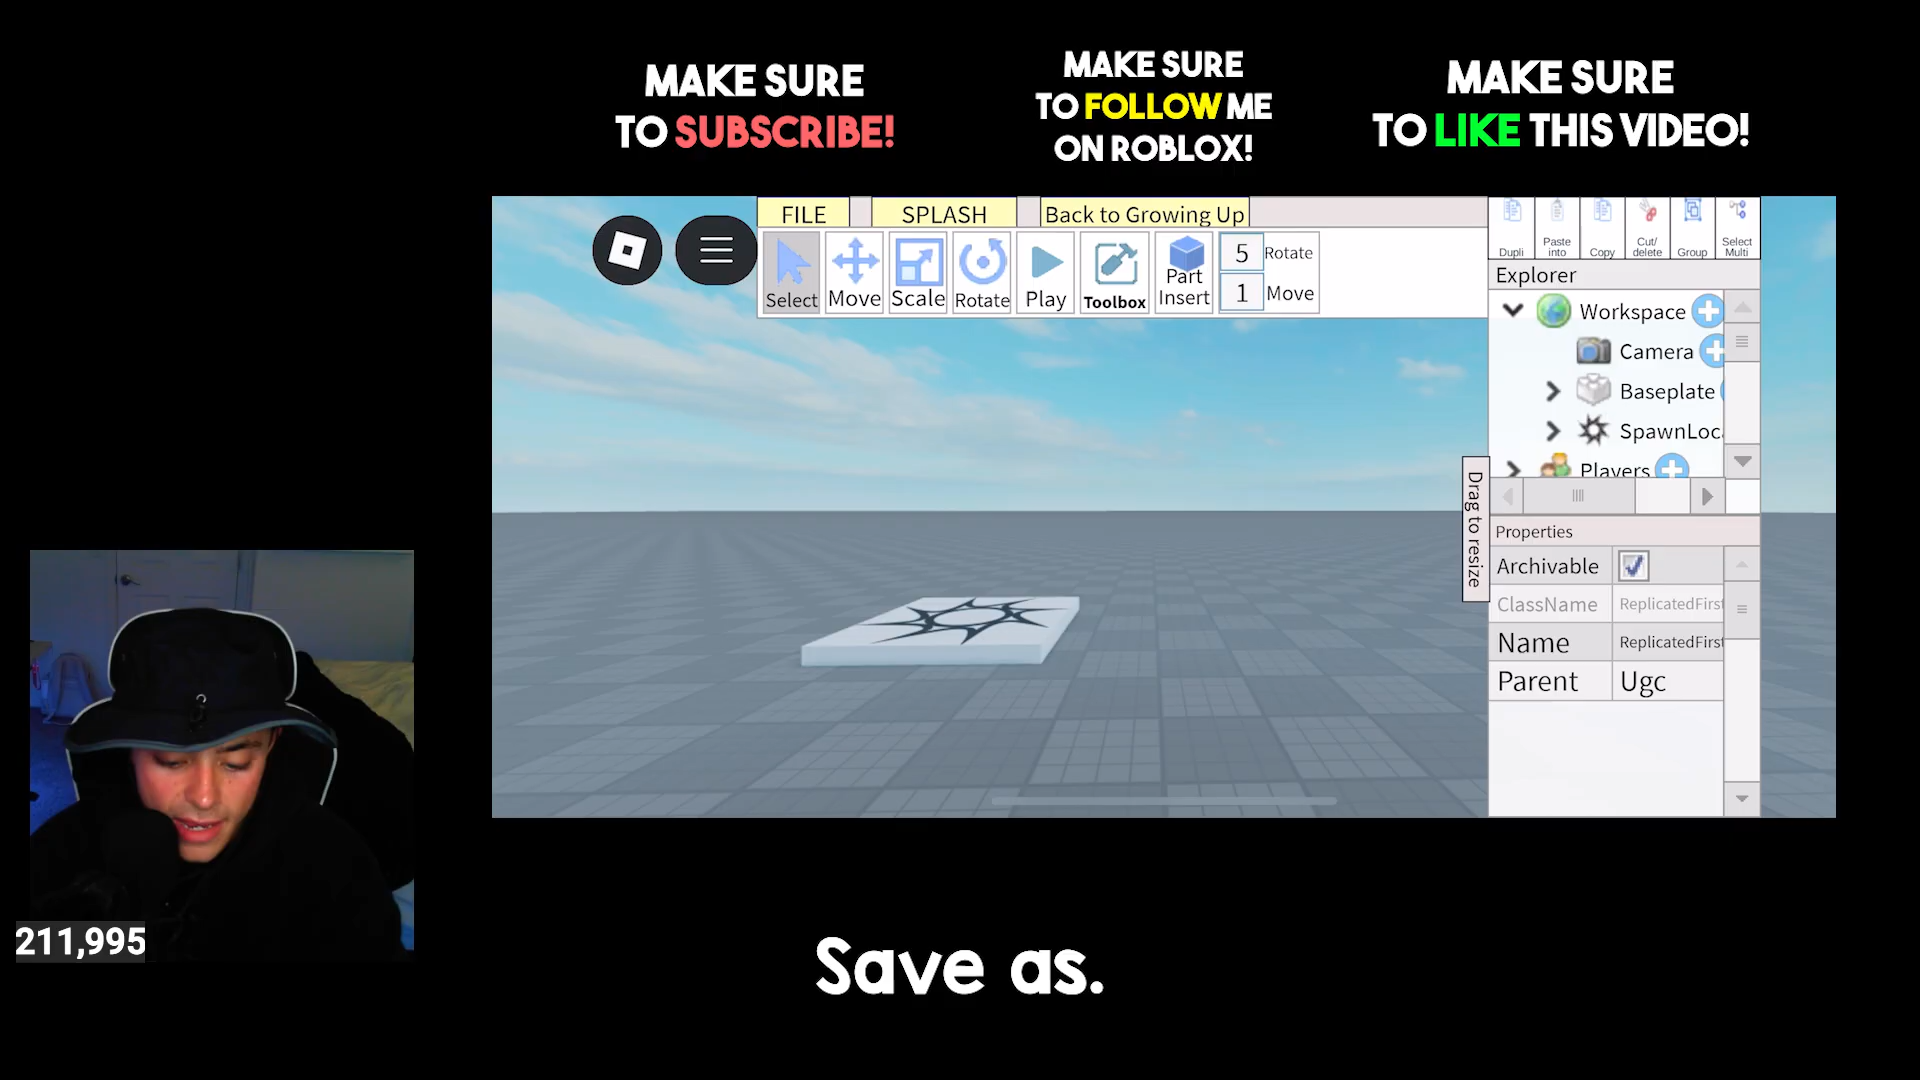 MAKE SURE
TO SUBSCRIBE!
MAKE SURE
TO FOLLOW ME
ON ROBLOX!
MAKE SURE
TO LIKE THIS VIDEO!
FILE
SPLASH
Back to Growing Up
Select
Move
Scale
Rotate
Play
Toolbox
Part
Insert
5 Rotate
1 Move
Dupli
Paste
into
Copy
Cut/
delete
Group
Select
Multi
Explorer
Workspace
Camera
Baseplate
SpawnLoc
Players
Drag to resize
Properties
Archivable
ClassName ReplicatedFirst
Name ReplicatedFirst
Parent Ugc
211,995
Save as.